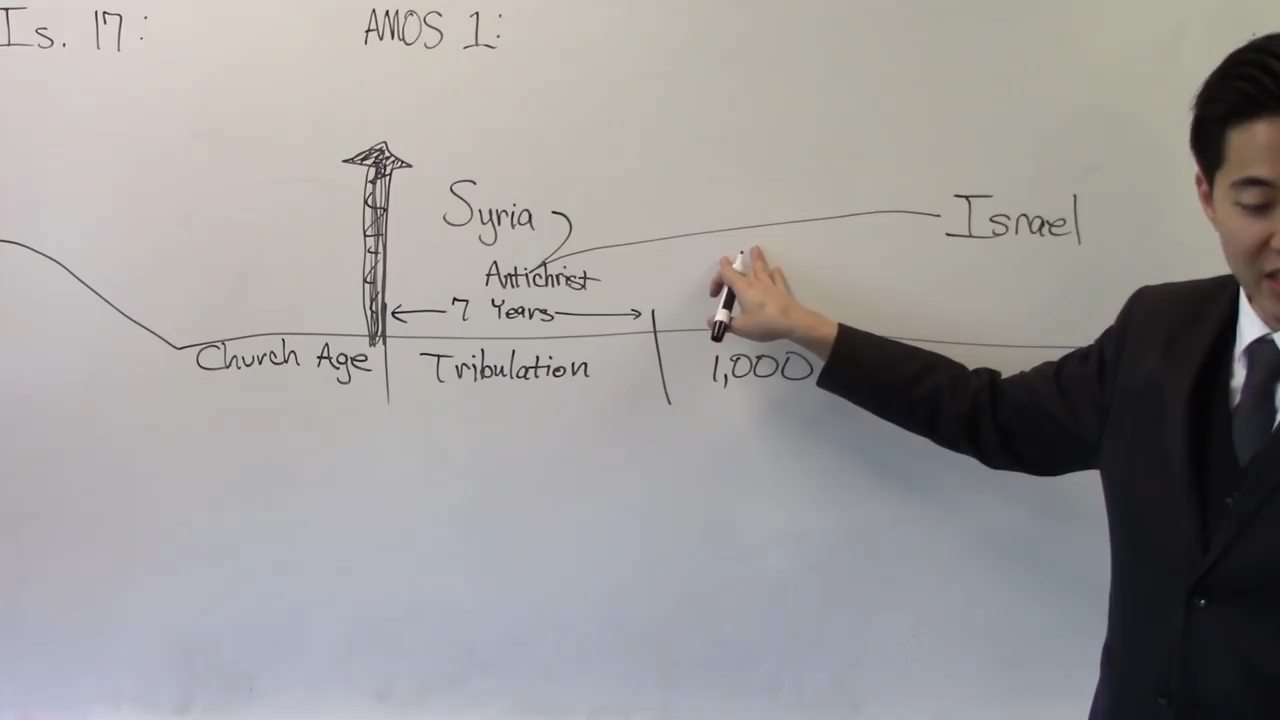 Is. 17:
AMOS 1:
Syria
Israel
Antichrist
7 Years
Church Age
Tribulation
1,000